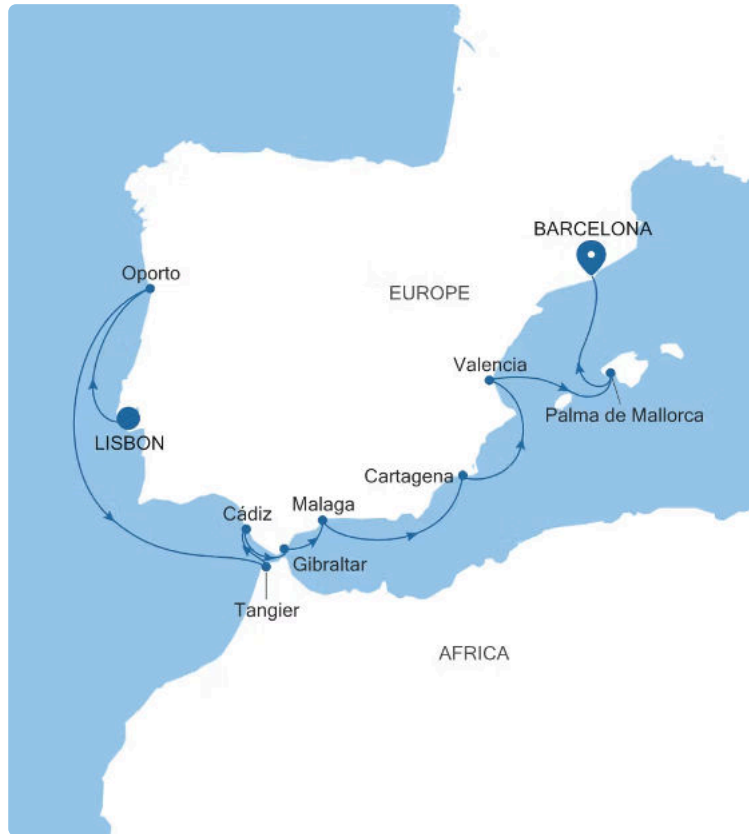 BARCELONA
Oporto
EUROPE
Valencia
Palma de Mallorca
LISBON
Cartagena
Malaga
Cádiz
Gibraltar
Tangier
AFRICA